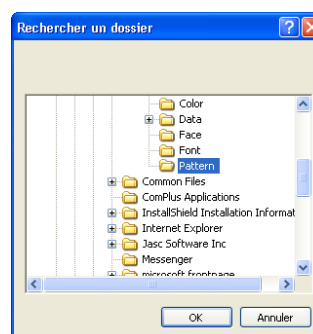 Rechercher un dossier
Color
Data
Face
Font
Pattern
Common Files
ComPlus Applications
InstallShield Installation Informat
Internet Explorer
Jasc Software Inc
Messenger
microsoft frontpage
OK Annuler